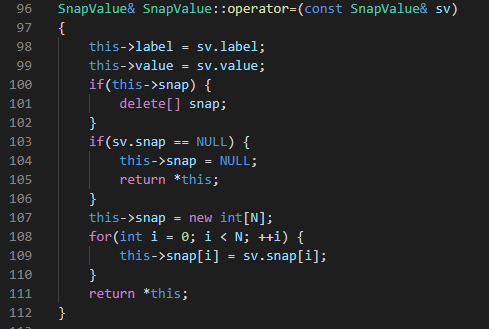 96 SnapValue& SnapValue::operator=(const SnapValue& sv)
97 {
98     this->label = sv.label;
99     this->value = sv.value;
100     if(this->snap) {
101         delete[] snap;
102     }
103     if(sv.snap == NULL) {
104         this->snap = NULL;
105         return *this;
106     }
107     this->snap = new int[N];
108     for(int i = 0; i < N; ++i) {
109         this->snap[i] = sv.snap[i];
110     }
111     return *this;
112 }